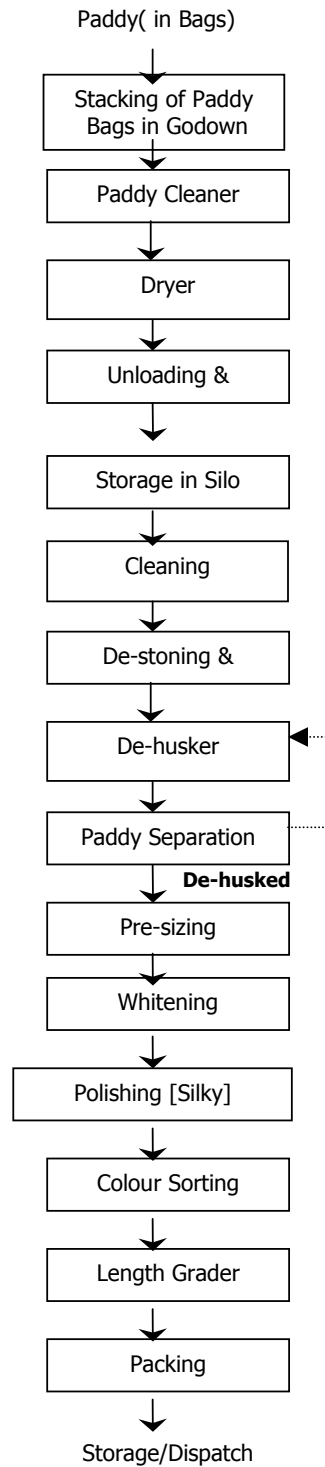 Paddy( in Bags)
Stacking of Paddy
Bags in Godown
Paddy Cleaner
Dryer
Unloading &
Storage in Silo
Cleaning
De-stoning &
De-husker
Paddy Separation
De-husked
Pre-sizing
Whitening
Polishing [Silky]
Colour Sorting
Length Grader
Packing
Storage/Dispatch